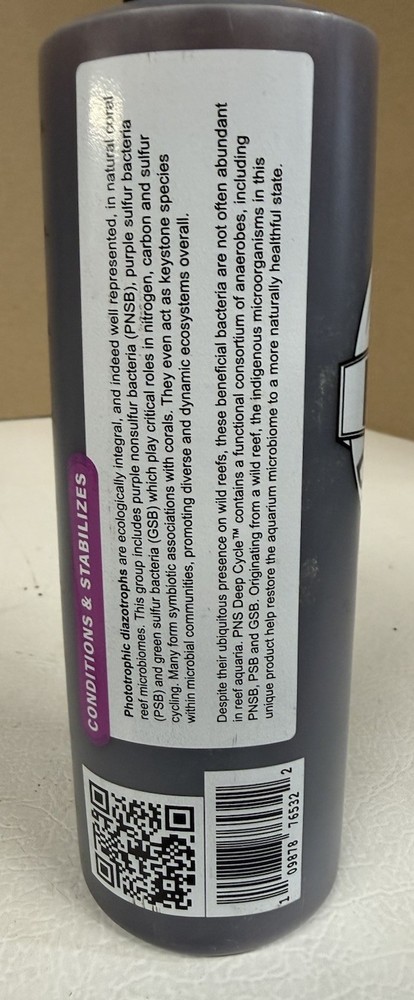 CONDITIONS & STABILIZES
Phototrophic diazotrophs are ecologically integral, and indeed well represented, in natural coral
reef microbiomes. This group includes purple nonsulfur bacteria (PNSB), purple sulfur bacteria
(PSB) and green sulfur bacteria (GSB) which play critical roles in nitrogen, carbon and sulfur
cycling. Many form symbiotic associations with corals. They even act as keystone species
within microbial communities, promoting diverse and dynamic ecosystems overall.
Despite their ubiquitous presence on wild reefs, these beneficial bacteria are not often abundant
in reef aquaria. PNS Deep Cycle™ contains a functional consortium of anaerobes, including
PNSB, PSB and GSB. Originating from a wild reef, the indigenous microorganisms in this
unique product help restore the aquarium microbiome to a more naturally healthful state.
1 09878 76532 2